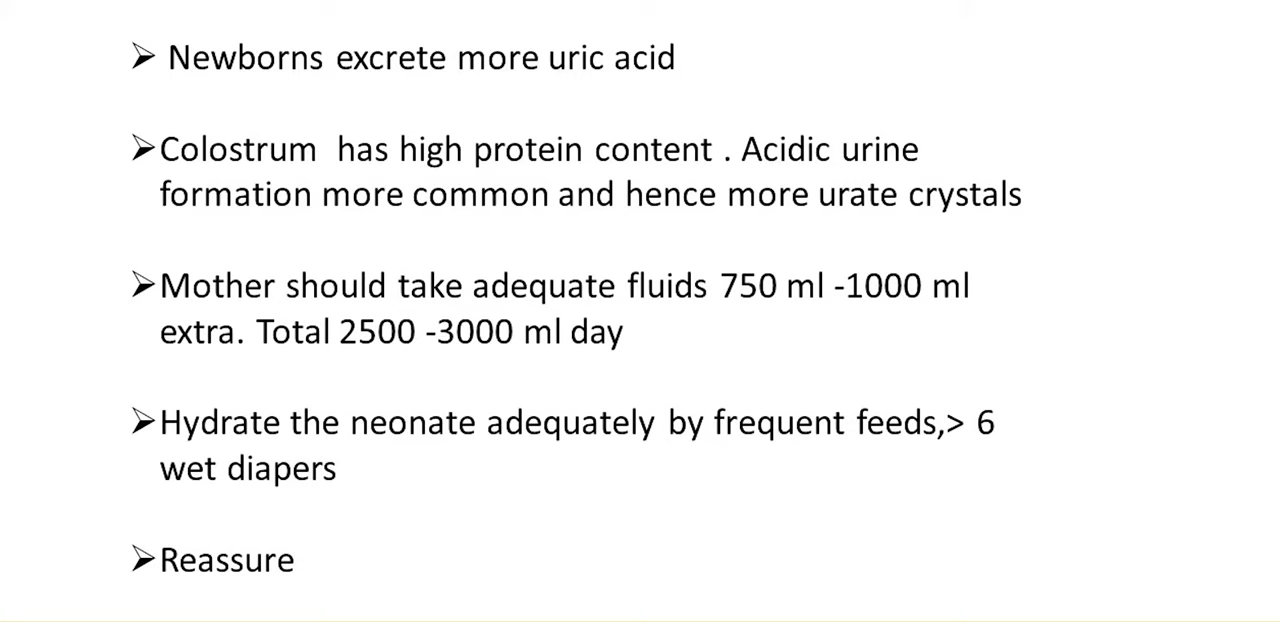 ➢ Newborns excrete more uric acid
➢Colostrum has high protein content . Acidic urine
formation more common and hence more urate crystals
➢Mother should take adequate fluids 750 ml -1000 ml
extra. Total 2500 -3000 ml day
➢Hydrate the neonate adequately by frequent feeds,> 6
wet diapers
➢Reassure